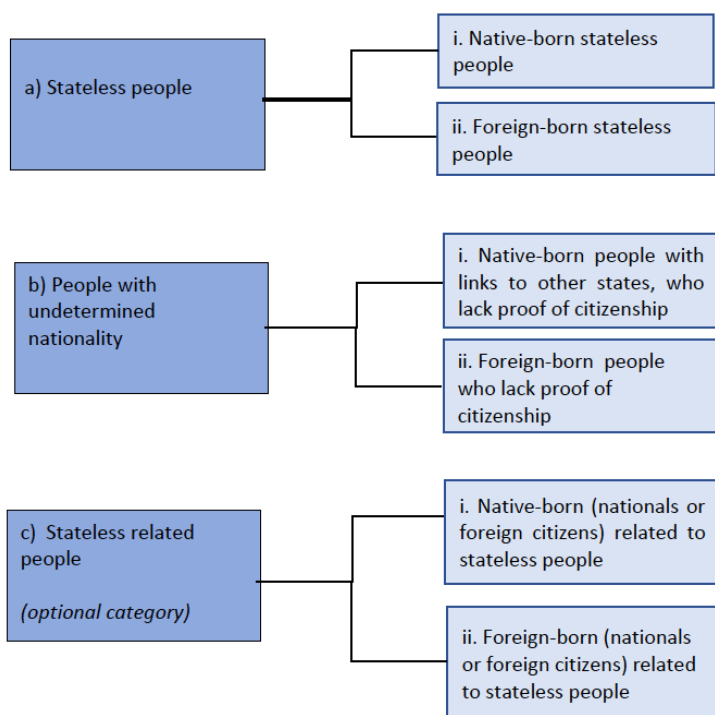 a) Stateless people
i. Native-born stateless
people
ii. Foreign-born stateless
people
b) People with
undetermined
nationality
i. Native-born people with
links to other states, who
lack proof of citizenship
ii. Foreign-born people
who lack proof of
citizenship
c) Stateless related
people
(optional category)
i. Native-born (nationals or
foreign citizens) related to
stateless people
ii. Foreign-born (nationals
or foreign citizens) related
to stateless people